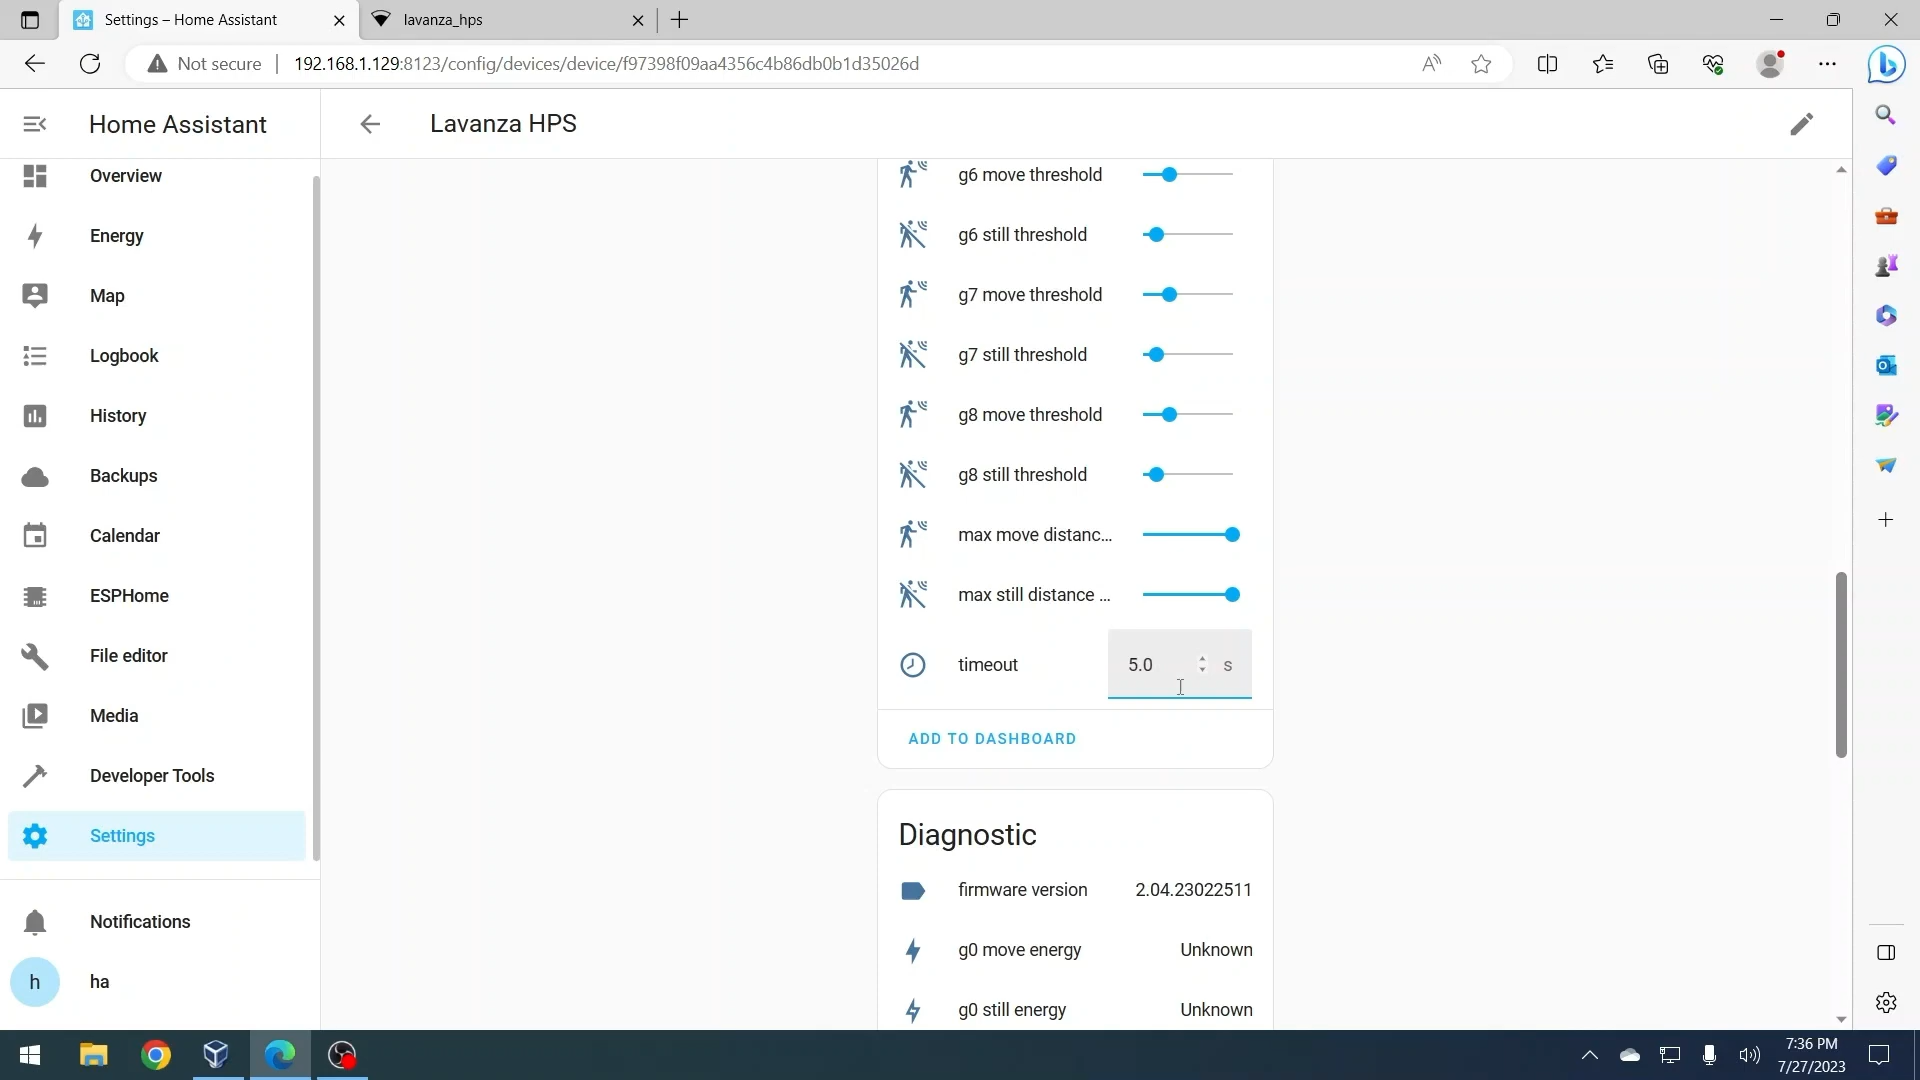 Settings – Home Assistant
lavanza_hps
Not secure
192.168.1.129:8123/config/devices/device/f97398f09aa4356c4b86db0b1d35026d
Home Assistant
Lavanza HPS
Overview
Energy
Map
Logbook
History
Backups
Calendar
ESPHome
File editor
Media
Developer Tools
Settings
Notifications
h
ha
g6 move threshold
g6 still threshold
g7 move threshold
g7 still threshold
g8 move threshold
g8 still threshold
max move distanc...
max still distance ...
timeout 5.0 s
ADD TO DASHBOARD
Diagnostic
firmware version 2.04.23022511
g0 move energy Unknown
g0 still energy Unknown
7:36 PM
7/27/2023